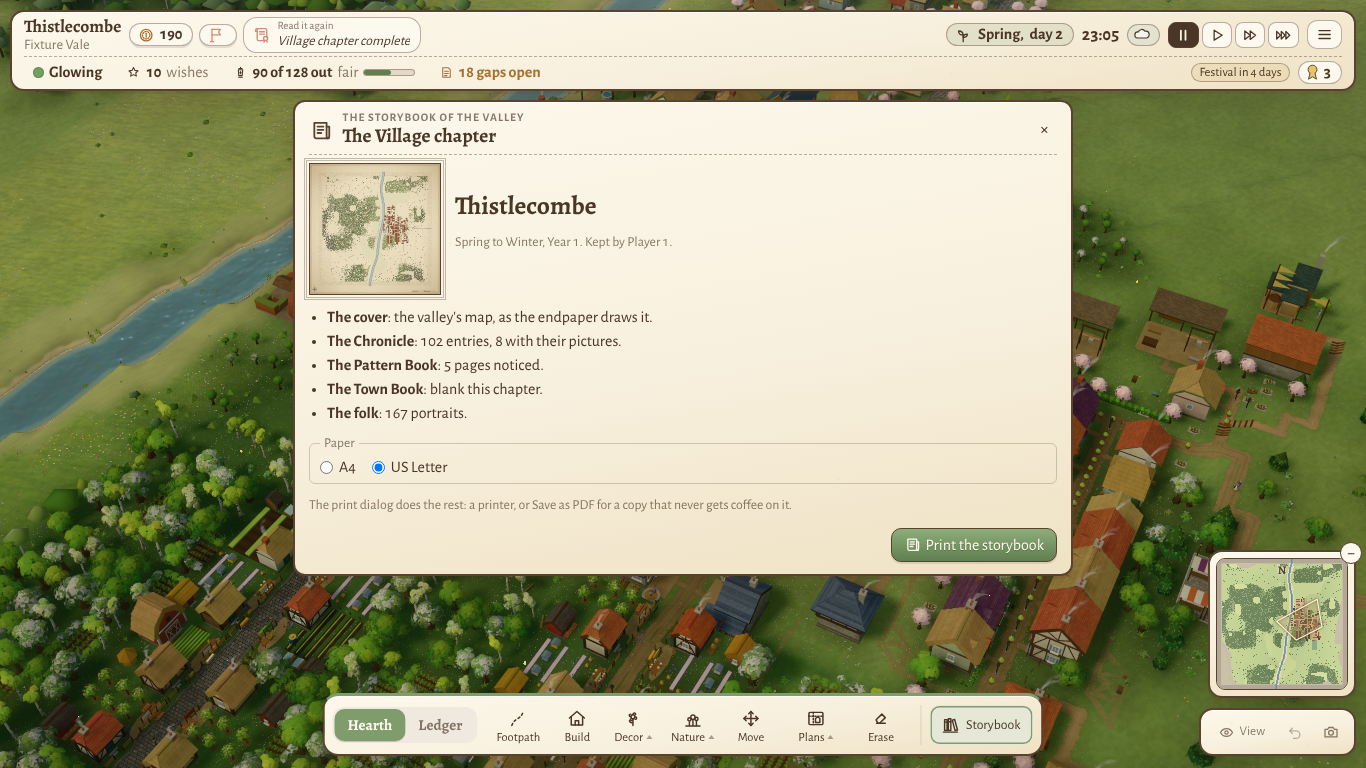 Thistlecombe
Fixture Vale
190
Read it again
Village chapter complete
Spring, day 2
23:05
Glowing
10 wishes
90 of 128 out fair
18 gaps open
Festival in 4 days
3
THE STORYBOOK OF THE VALLEY
The Village chapter
×
Thistlecombe
Spring to Winter, Year 1. Kept by Player 1.
• The cover: the valley's map, as the endpaper draws it.
• The Chronicle: 102 entries, 8 with their pictures.
• The Pattern Book: 5 pages noticed.
• The Town Book: blank this chapter.
• The folk: 167 portraits.
Paper
A4
US Letter
The print dialog does the rest: a printer, or Save as PDF for a copy that never gets coffee on it.
Print the storybook
N
Hearth
Ledger
Footpath
Build
Decor
Nature
Move
Plans
Erase
Storybook
View